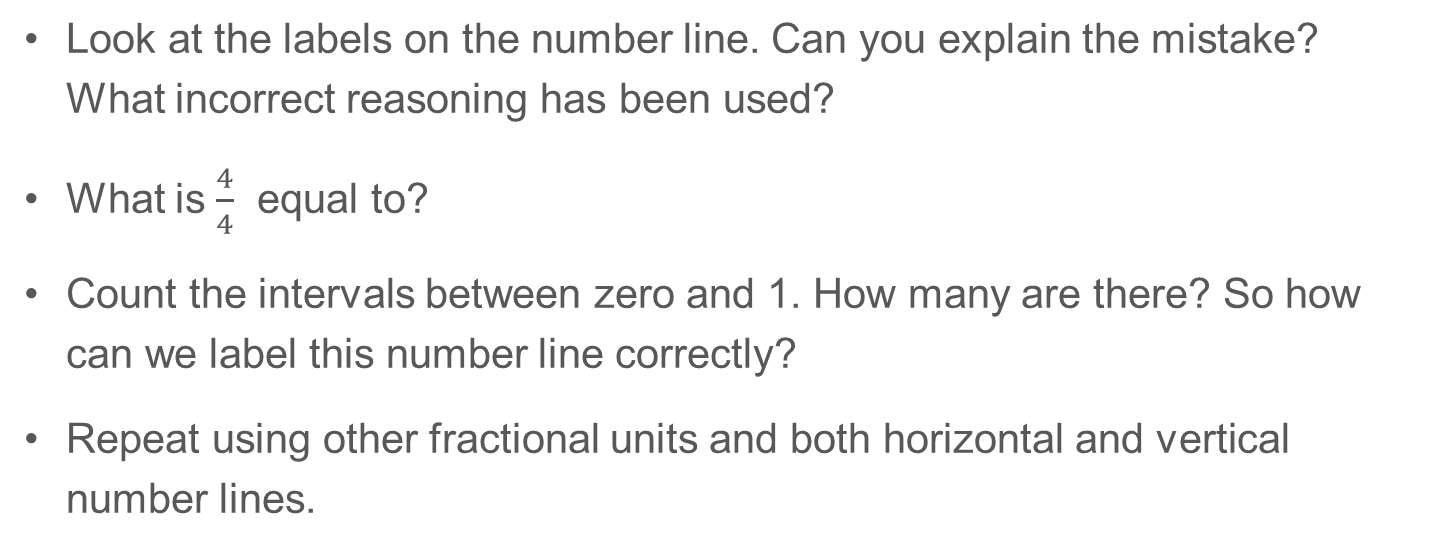 • Look at the labels on the number line. Can you explain the mistake?
What incorrect reasoning has been used?
• What is 4/4 equal to?
• Count the intervals between zero and 1. How many are there? So how
can we label this number line correctly?
• Repeat using other fractional units and both horizontal and vertical
number lines.